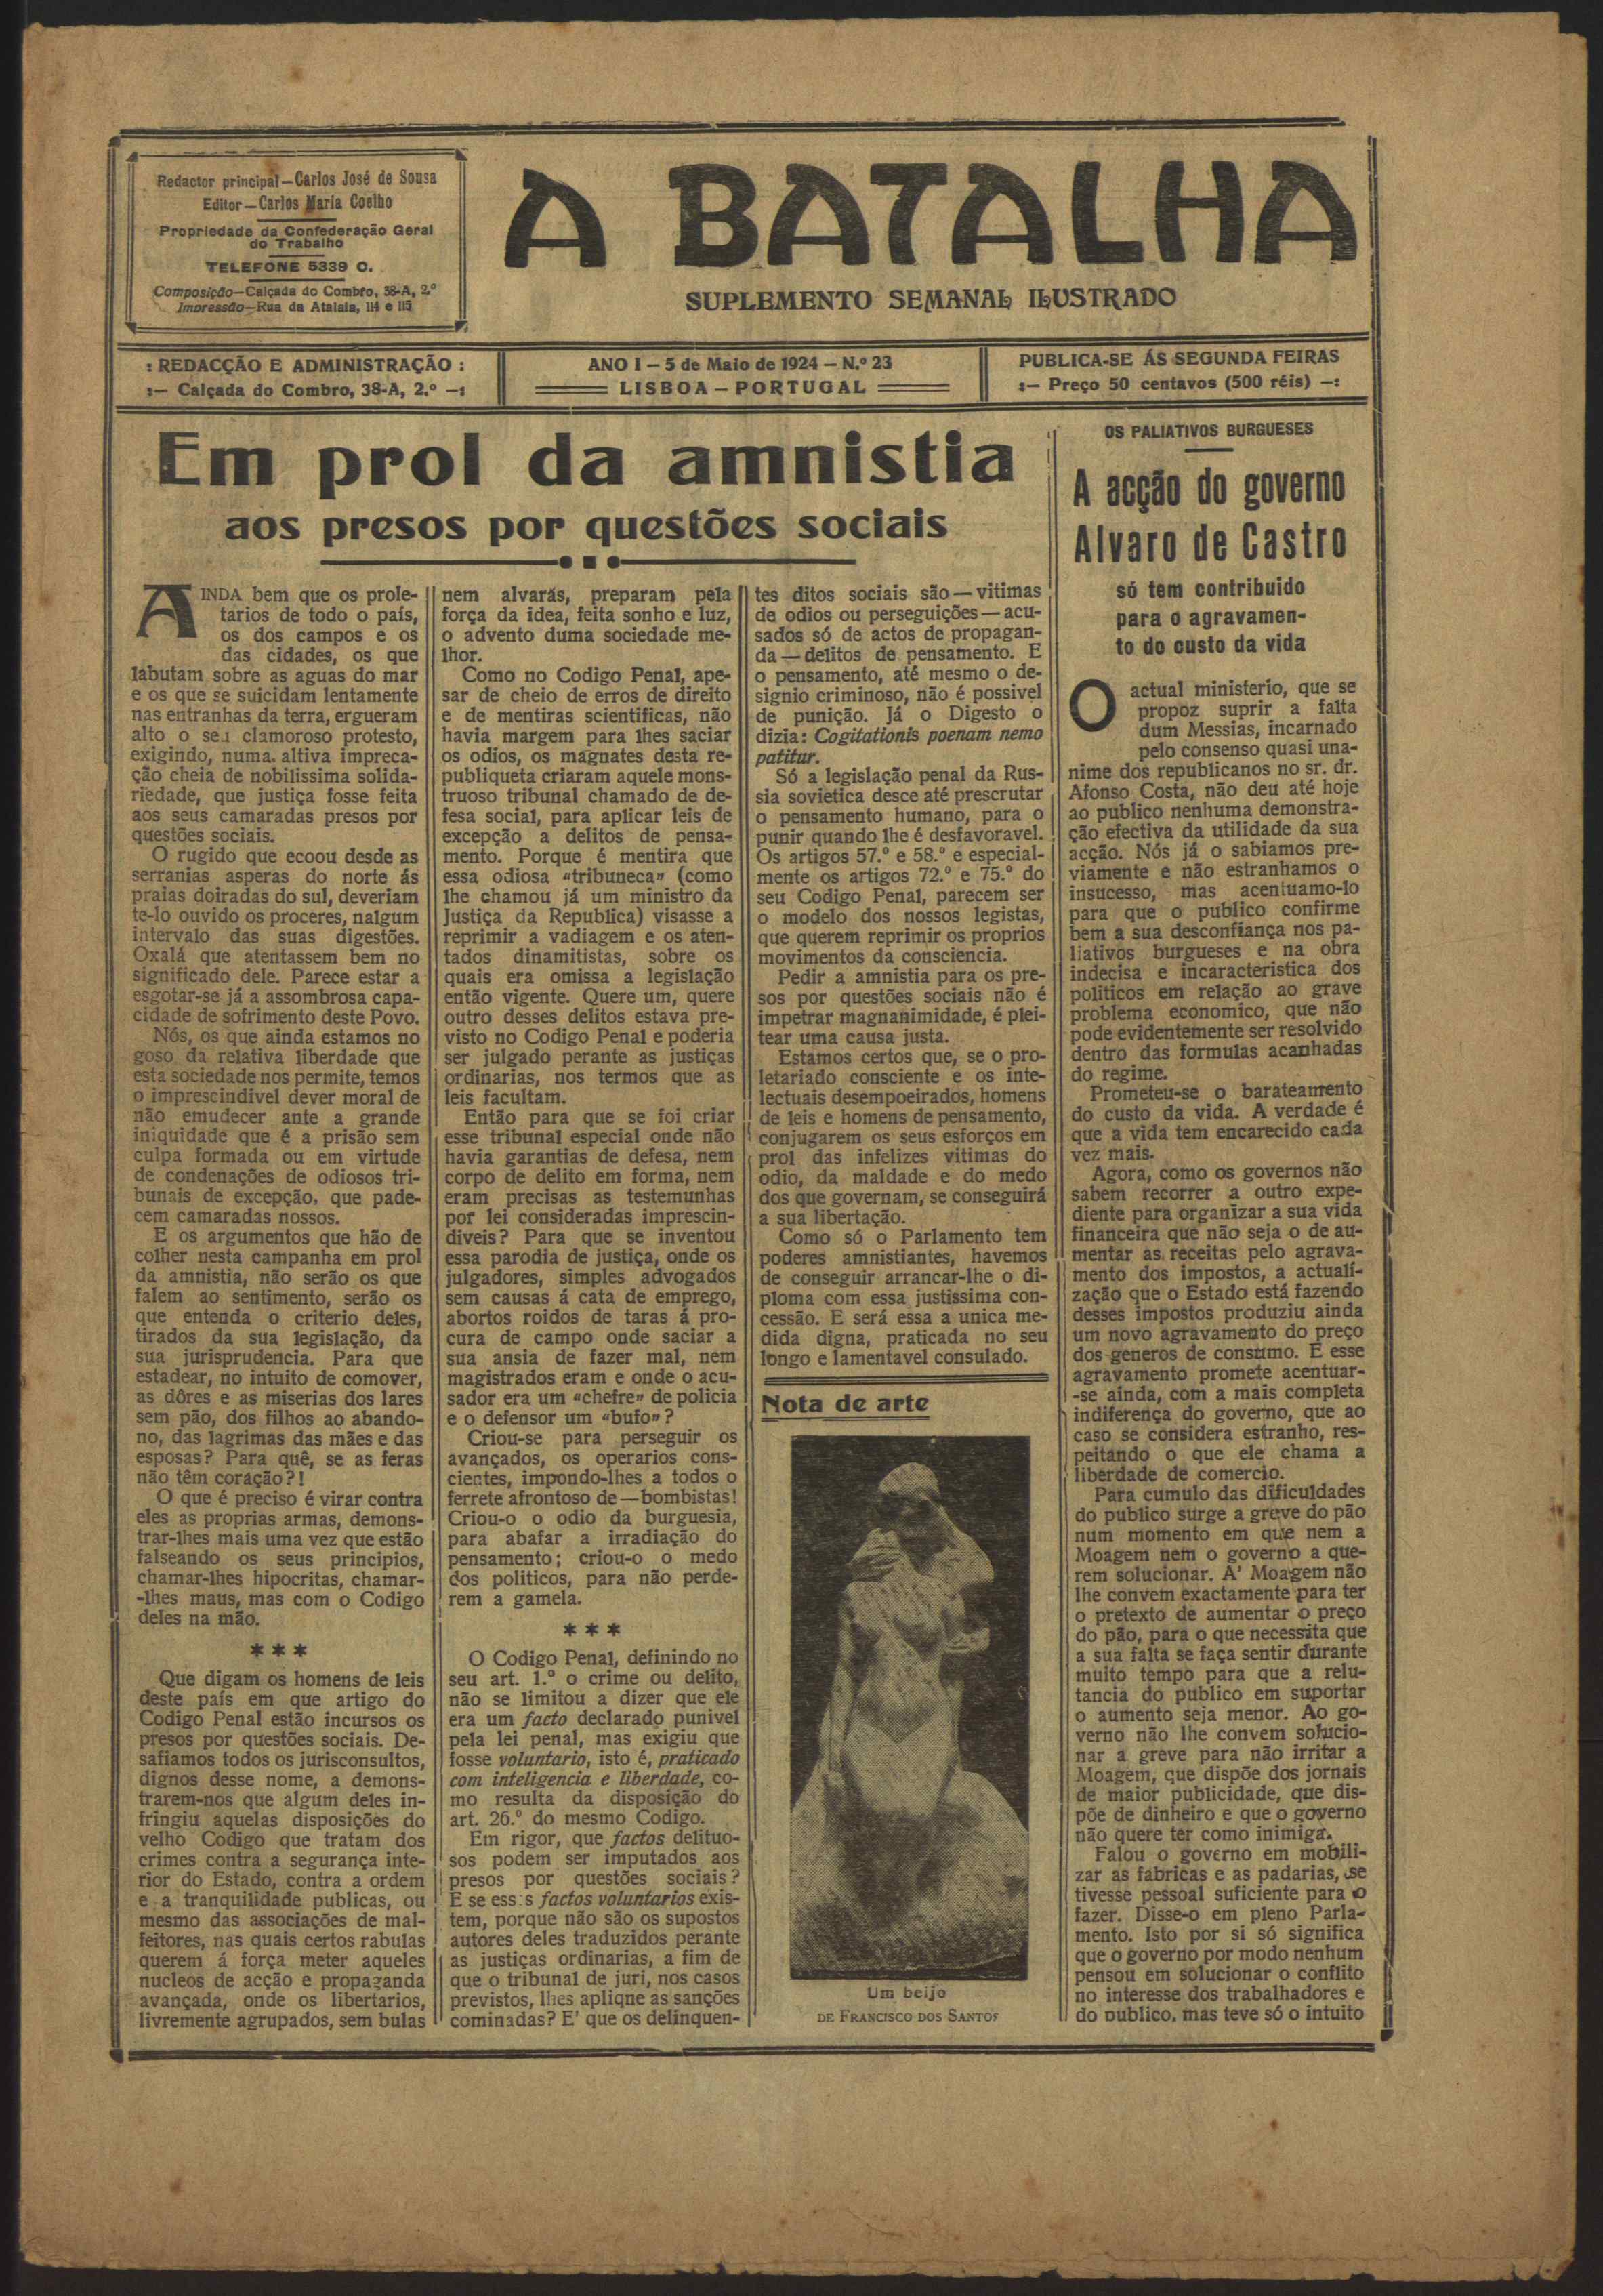 Redactor principal—Carlos José de Sousa
Editor—Carlos Maria Coelho
Propriedade da Confederação Geral
do Trabalho
TELEFONE 5339 C.
Composição—Calçada do Combro, 38-A, 2.º
Impressão—Rua da Atalaia, 114 e 115
A BATALHA
SUPLEMENTO SEMANAL ILUSTRADO
: REDACÇÃO E ADMINISTRAÇÃO :
:— Calçada do Combro, 38-A, 2.º —:
ANO I — 5 de Maio de 1924 — N.º 23
LISBOA — PORTUGAL
PUBLICA-SE ÁS SEGUNDA FEIRAS
:— Preço 50 centavos (500 réis) —:
Em prol da amnistia
aos presos por questões sociais
AINDA bem que os prole-
tarios de todo o país,
os dos campos e os
das cidades, os que
labutam sobre as aguas do mar
e os que se suicidam lentamente
nas entranhas da terra, ergueram
alto o seu clamoroso protesto,
exigindo, numa altiva impreca-
ção cheia de nobilissima solida-
riedade, que justiça fosse feita
aos seus camaradas presos por
questões sociais.
O rugido que ecoou desde as
serranias asperas do norte ás
praias doiradas do sul, deveriam
te-lo ouvido os proceres, nalgum
intervalo das suas digestões.
Oxalá que atentassem bem no
significado dele. Parece estar a
esgotar-se já a assombrosa capa-
cidade de sofrimento deste Povo.
Nós, os que ainda estamos no
goso da relativa liberdade que
esta sociedade nos permite, temos
o imprescindivel dever moral de
não emudecer ante a grande
iniquidade que é a prisão sem
culpa formada ou em virtude
de condenações de odiosos tri-
bunais de excepção, que pade-
cem camaradas nossos.
E os argumentos que hão de
colher nesta campanha em prol
da amnistia, não serão os que
falem ao sentimento, serão os
que entenda o criterio deles,
tirados da sua legislação, da
sua jurisprudencia. Para que
estadear, no intuito de comover,
as dôres e as miserias dos lares
sem pão, dos filhos ao abando-
no, das lagrimas das mães e das
esposas? Para quê, se as feras
não têm coração?!
O que é preciso é virar contra
eles as proprias armas, demons-
trar-lhes mais uma vez que estão
falseando os seus principios,
chamar-lhes hipocritas, chamar-
-lhes maus, mas com o Codigo
deles na mão.
***
Que digam os homens de leis
deste país em que artigo do
Codigo Penal estão incursos os
presos por questões sociais. De-
safiamos todos os jurisconsultos,
dignos desse nome, a demons-
trarem-nos que algum deles in-
fringiu aquelas disposições do
velho Codigo que tratam dos
crimes contra a segurança inte-
rior do Estado, contra a ordem
e a tranquilidade publicas, ou
mesmo das associações de mal-
feitores, nas quais certos rabulas
querem á força meter aqueles
nucleos de acção e propaganda
avançada, onde os libertarios,
livremente agrupados, sem bulas
nem alvarás, preparam pela
força da idea, feita sonho e luz,
o advento duma sociedade me-
lhor.
Como no Codigo Penal, ape-
sar de cheio de erros de direito
e de mentiras scientificas, não
havia margem para lhes saciar
os odios, os magnates desta re-
publiqueta criaram aquele mons-
truoso tribunal chamado de de-
fesa social, para aplicar leis de
excepção a delitos de pensa-
mento. Porque é mentira que
essa odiosa «tribuneca» (como
lhe chamou já um ministro da
Justiça da Republica) visasse a
reprimir a vadiagem e os aten-
tados dinamitistas, sobre os
quais era omissa a legislação
então vigente. Quere um, quere
outro desses delitos estava pre-
visto no Codigo Penal e poderia
ser julgado perante as justiças
ordinarias, nos termos que as
leis facultam.
Então para que se foi criar
esse tribunal especial onde não
havia garantias de defesa, nem
corpo de delito em forma, nem
eram precisas as testemunhas
por lei consideradas imprescin-
diveis? Para que se inventou
essa parodia de justiça, onde os
julgadores, simples advogados
sem causas á cata de emprego,
abortos roidos de taras á pro-
cura de campo onde saciar a
sua ansia de fazer mal, nem
magistrados eram e onde o acu-
sador era um «chefre» de policia
e o defensor um «bufo»?
Criou-se para perseguir os
avançados, os operarios cons-
cientes, impondo-lhes a todos o
ferrete afrontoso de—bombistas!
Criou-o o odio da burguesia,
para abafar a irradiação do
pensamento; criou-o o medo
dos politicos, para não perde-
rem a gamela.
***
O Codigo Penal, definindo no
seu art. 1.º o crime ou delito,
não se limitou a dizer que ele
era um facto declarado punivel
pela lei penal, mas exigiu que
fosse voluntario, isto é, praticado
com inteligencia e liberdade, co-
mo resulta da disposição do
art. 26.º do mesmo Codigo.
Em rigor, que factos delituo-
sos podem ser imputados aos
presos por questões sociais?
E se ess s factos voluntarios exis-
tem, porque não são os supostos
autores deles traduzidos perante
as justiças ordinarias, a fim de
que o tribunal de juri, nos casos
previstos, lhes apliqne as sanções
cominadas? E' que os delinquen-
tes ditos sociais são—vitimas
de odios ou perseguições—acu-
sados só de actos de propagan-
da—delitos de pensamento. E
o pensamento, até mesmo o de-
signio criminoso, não é possivel
de punição. Já o Digesto o
dizia: Cogitationis poenam nemo
patitur.
Só a legislação penal da Rus-
sia sovietica desce até prescrutar
o pensamento humano, para o
punir quando lhe é desfavoravel.
Os artigos 57.º e 58.º e especial-
mente os artigos 72.º e 75.º do
seu Codigo Penal, parecem ser
o modelo dos nossos legistas,
que querem reprimir os proprios
movimentos da consciencia.
Pedir a amnistia para os pre-
sos por questões sociais não é
impetrar magnanimidade, é plei-
tear uma causa justa.
Estamos certos que, se o pro-
letariado consciente e os inte-
lectuais desempoeirados, homens
de leis e homens de pensamento,
conjugarem os seus esforços em
prol das infelizes vitimas do
odio, da maldade e do medo
dos que governam, se conseguirá
a sua libertação.
Como só o Parlamento tem
poderes amnistiantes, havemos
de conseguir arrancar-lhe o di-
ploma com essa justissima con-
cessão. E será essa a unica me-
dida digna, praticada no seu
longo e lamentavel consulado.
Nota de arte
Um beijo
DE FRANCISCO DOS SANTOS
OS PALIATIVOS BURGUESES
A acção do governo
Alvaro de Castro
só tem contribuido
para o agravamen-
to do custo da vida
O actual ministerio, que se
propoz suprir a falta
dum Messias, incarnado
pelo consenso quasi una-
nime dos republicanos no sr. dr.
Afonso Costa, não deu até hoje
ao publico nenhuma demonstra-
ção efectiva da utilidade da sua
acção. Nós já o sabiamos pre-
viamente e não estranhamos o
insucesso, mas acentuamo-lo
para que o publico confirme
bem a sua desconfiança nos pa-
liativos burgueses e na obra
indecisa e incaracteristica dos
politicos em relação ao grave
problema economico, que não
pode evidentemente ser resolvido
dentro das formulas acanhadas
do regime.
Prometeu-se o barateamento
do custo da vida. A verdade é
que a vida tem encarecido cada
vez mais.
Agora, como os governos não
sabem recorrer a outro expe-
diente para organizar a sua vida
financeira que não seja o de au-
mentar as receitas pelo agrava-
mento dos impostos, a actuali-
zação que o Estado está fazendo
desses impostos produziu ainda
um novo agravamento do preço
dos generos de consumo. E esse
agravamento promete acentuar-
-se ainda, com a mais completa
indiferença do governo, que ao
caso se considera estranho, res-
peitando o que ele chama a
liberdade de comercio.
Para cumulo das dificuldades
do publico surge a greve do pão
num momento em que nem a
Moagem nem o governo a que-
rem solucionar. A' Moagem não
lhe convem exactamente para ter
o pretexto de aumentar o preço
do pão, para o que necessita que
a sua falta se faça sentir durante
muito tempo para que a relu-
tancia do publico em suportar
o aumento seja menor. Ao go-
verno não lhe convem solucio-
nar a greve para não irritar a
Moagem, que dispõe dos jornais
de maior publicidade, que dis-
põe de dinheiro e que o governo
não quere ter como inimiga.
Falou o governo em mobili-
zar as fabricas e as padarias, se
tivesse pessoal suficiente para o
fazer. Disse-o em pleno Parla-
mento. Isto por si só significa
que o governo por modo nenhum
pensou em solucionar o conflito
no interesse dos trabalhadores e
do publico, mas teve só o intuito